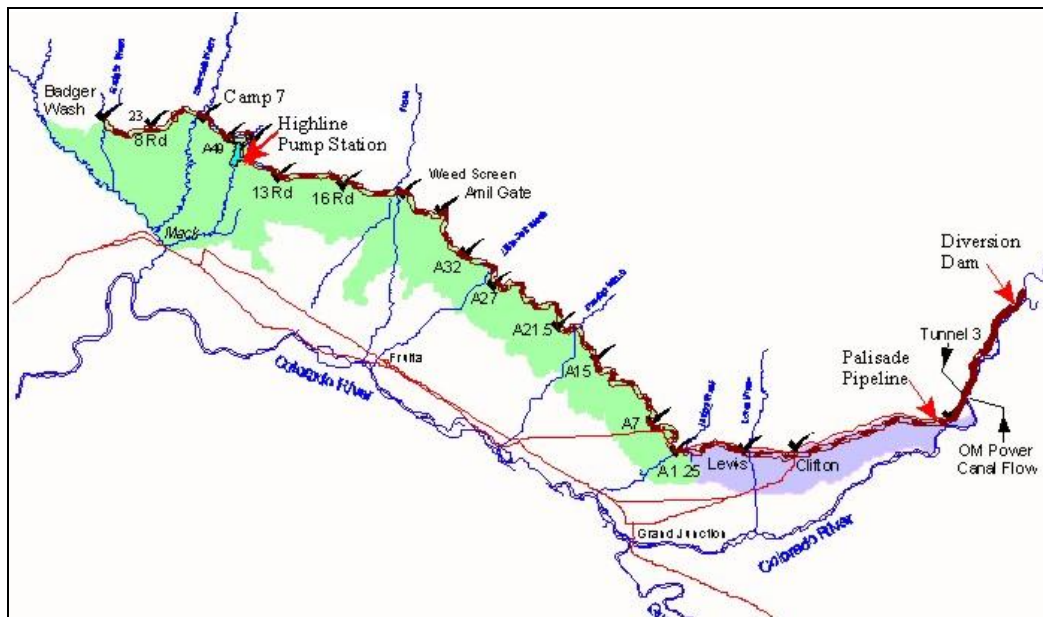 Badger
Wash
23
8 Rd
Camp 7
A49
Highline
Pump Station
13 Rd
16 Rd
Weed Screen
Amil Gate
Mack
A32
A27
A21.5
A15
A7
A1.25
Lewis
Clifton
Fruita
Colorado River
Grand Junction
Colorado River
Diversion
Dam
Tunnel 3
Palisade
Pipeline
OM Power
Canal Flow